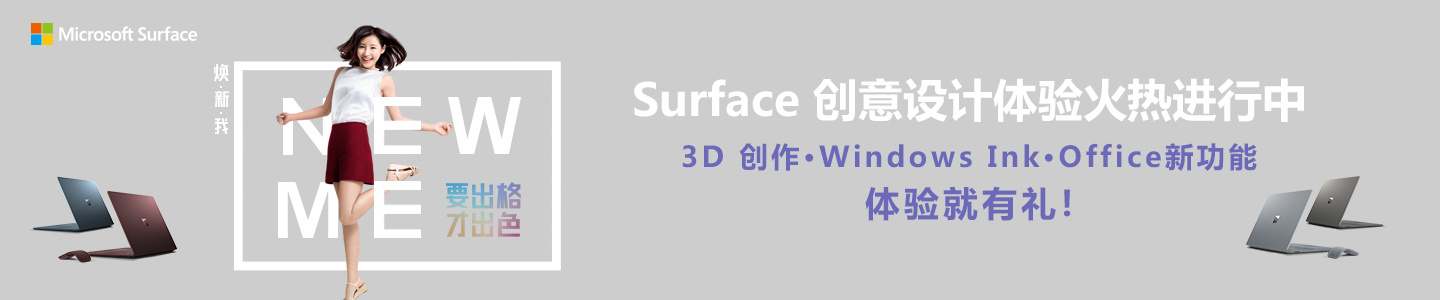 Microsoft Surface
焕·新·我
NEW
ME
要出格
才出色
Surface 创意设计体验火热进行中
3D 创作•Windows Ink•Office新功能
体验就有礼!